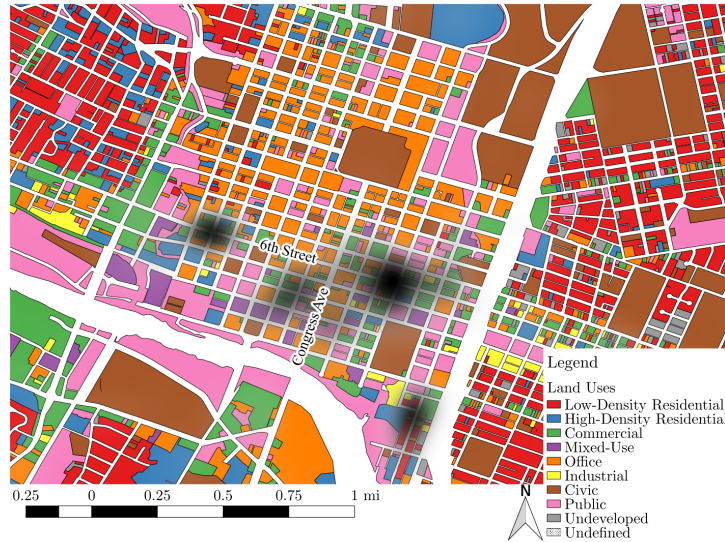 6th Street
Congress Ave
Legend
Land Uses
Low-Density Residential
High-Density Residential
Commercial
Mixed-Use
Office
Industrial
Civic
Public
Undeveloped
Undefined
N
0.25 0 0.25 0.5 0.75 1 mi